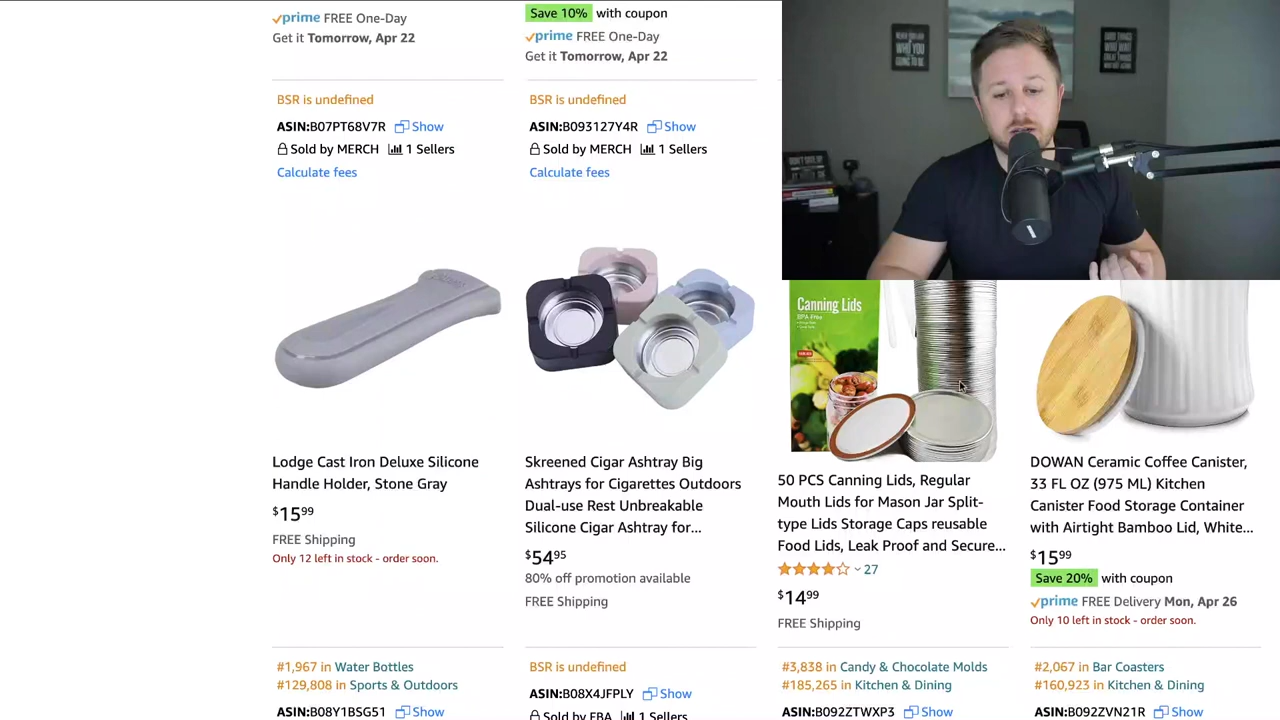 prime FREE One-Day
Get it Tomorrow, Apr 22
BSR is undefined
ASIN:B07PT68V7R Show
Sold by MERCH 1 Sellers
Calculate fees
Save 10% with coupon
prime FREE One-Day
Get it Tomorrow, Apr 22
BSR is undefined
ASIN:B093127Y4R Show
Sold by MERCH 1 Sellers
Calculate fees
WHAT YOU
GOOD THINGS
Lodge Cast Iron Deluxe Silicone
Handle Holder, Stone Gray
$15.99
FREE Shipping
Only 12 left in stock - order soon.
#1,967 in Water Bottles
#129,808 in Sports & Outdoors
ASIN:B08Y1BSG51 Show
Skreened Cigar Ashtray Big
Ashtrays for Cigarettes Outdoors
Dual-use Rest Unbreakable
Silicone Cigar Ashtray for...
$54.95
80% off promotion available
FREE Shipping
BSR is undefined
ASIN:B08X4JFPLY Show
Sold by FBA 1 Sellers
Canning Lids
BPA Free
50 PCS Canning Lids, Regular
Mouth Lids for Mason Jar Split-
type Lids Storage Caps reusable
Food Lids, Leak Proof and Secure...
27
$14.99
FREE Shipping
#3,838 in Candy & Chocolate Molds
#185,265 in Kitchen & Dining
ASIN:B092ZTWXP3 Show
DOWAN Ceramic Coffee Canister,
33 FL OZ (975 ML) Kitchen
Canister Food Storage Container
with Airtight Bamboo Lid, White...
$15.99
Save 20% with coupon
prime FREE Delivery Mon, Apr 26
Only 10 left in stock - order soon.
#2,067 in Bar Coasters
#160,923 in Kitchen & Dining
ASIN:B092ZVN21R Show